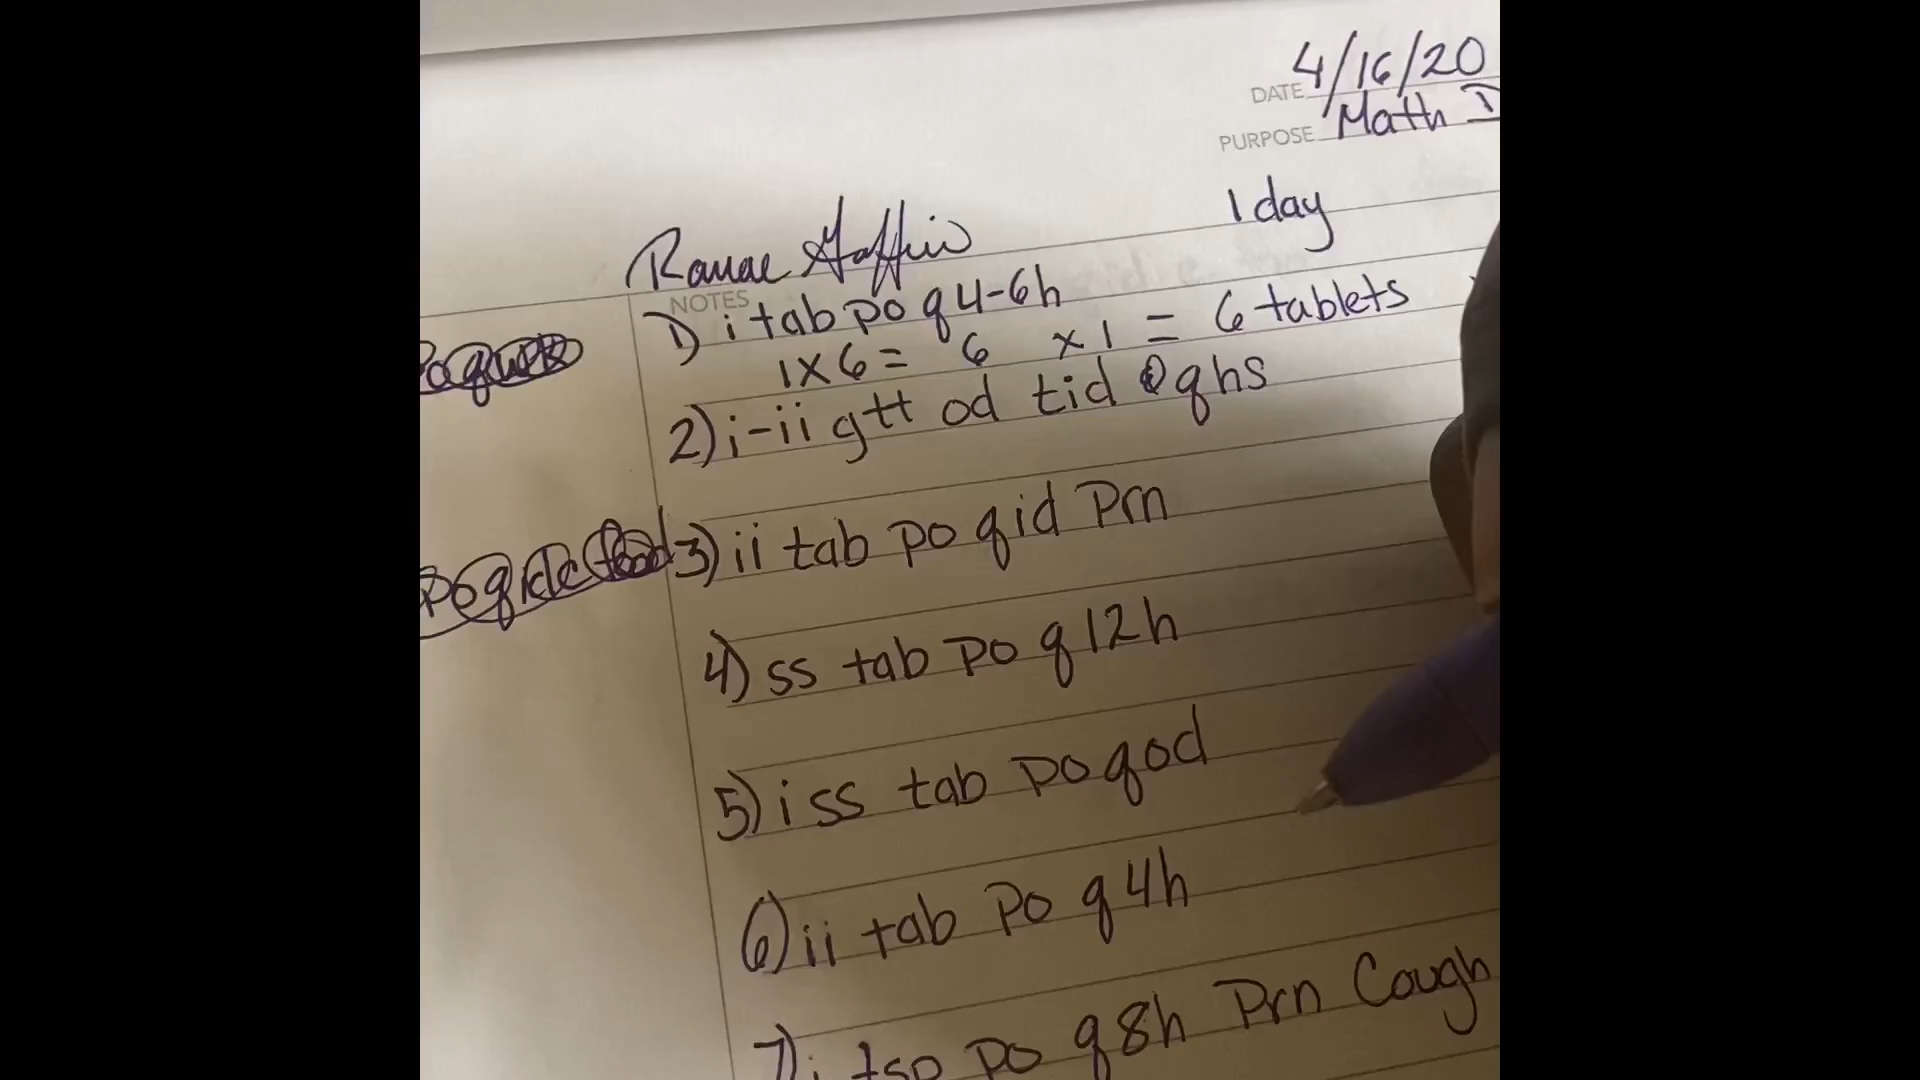 DATE 4/16/20
PURPOSE Math
1 day
NOTES
1) i tab po q4-6h
1x6= 6 x1 = 6 tablets
2) i-ii gtt od tid qhs
3) ii tab po qid Prn
4) ss tab po q12h
5) i ss tab po qod
6) ii tab po q4h
7) i tsp po q8h Prn Cough